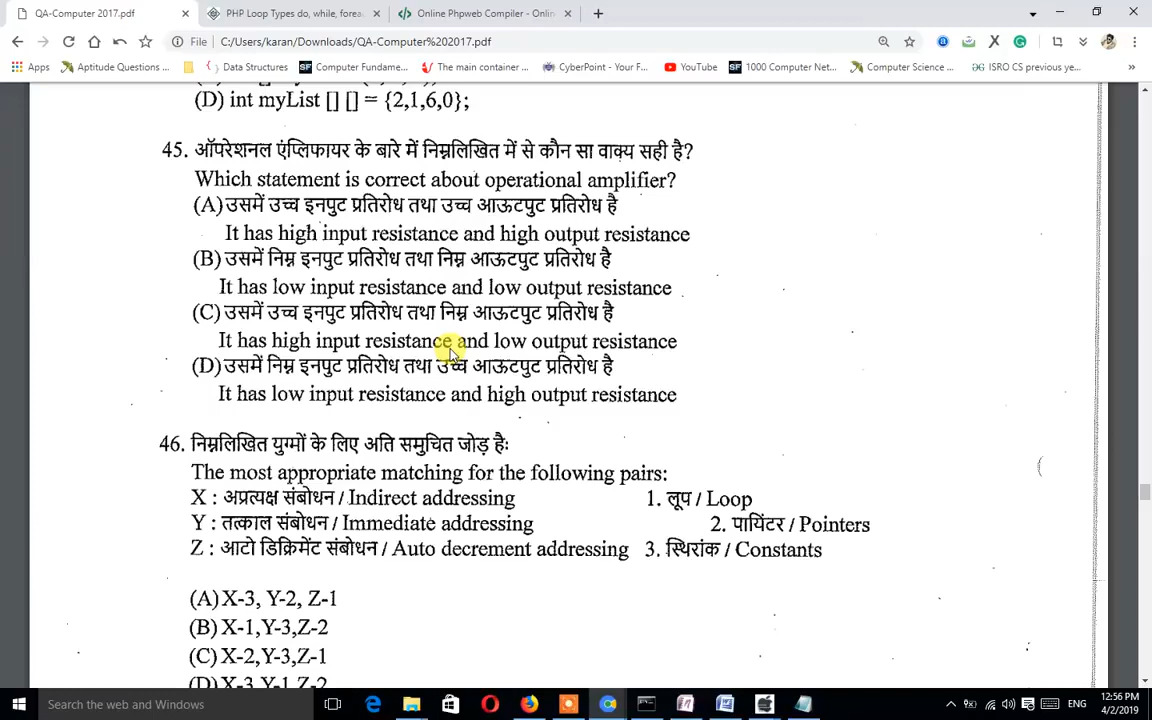 QA-Computer 2017.pdf
PHP Loop Types do, while, forea
Online Phpweb Compiler - Onlin
File C:/Users/karan/Downloads/QA-Computer%202017.pdf
Apps Aptitude Questions ... Data Structures Computer Fundame... The main container ... CyberPoint - Your F... YouTube 1000 Computer Net... Computer Science ... ISRO CS previous ye...
(D) int myList [] [] = {2,1,6,0};
45. ऑपरेशनल एंप्लिफायर के बारे में निम्नलिखित में से कौन सा वाक्य सही है?
Which statement is correct about operational amplifier?
(A) उसमें उच्च इनपुट प्रतिरोध तथा उच्च आऊटपुट प्रतिरोध है
It has high input resistance and high output resistance
(B) उसमें निम्न इनपुट प्रतिरोध तथा निम्न आऊटपुट प्रतिरोध है
It has low input resistance and low output resistance
(C) उसमें उच्च इनपुट प्रतिरोध तथा निम्न आऊटपुट प्रतिरोध है
It has high input resistance and low output resistance
(D) उसमें निम्न इनपुट प्रतिरोध तथा उच्च आऊटपुट प्रतिरोध है
It has low input resistance and high output resistance
46. निम्नलिखित युग्मों के लिए अति समुचित जोड़ है:
The most appropriate matching for the following pairs:
X : अप्रत्यक्ष संबोधन / Indirect addressing 1. लूप / Loop
Y : तत्काल संबोधन / Immediate addressing 2. पायिंटर / Pointers
Z : आटो डिक्रिमेंट संबोधन / Auto decrement addressing 3. स्थिरांक / Constants
(A) X-3, Y-2, Z-1
(B) X-1,Y-3,Z-2
(C) X-2,Y-3,Z-1
(D) X-3,Y-1,Z-2
Search the web and Windows
ENG
12:56 PM
4/2/2019